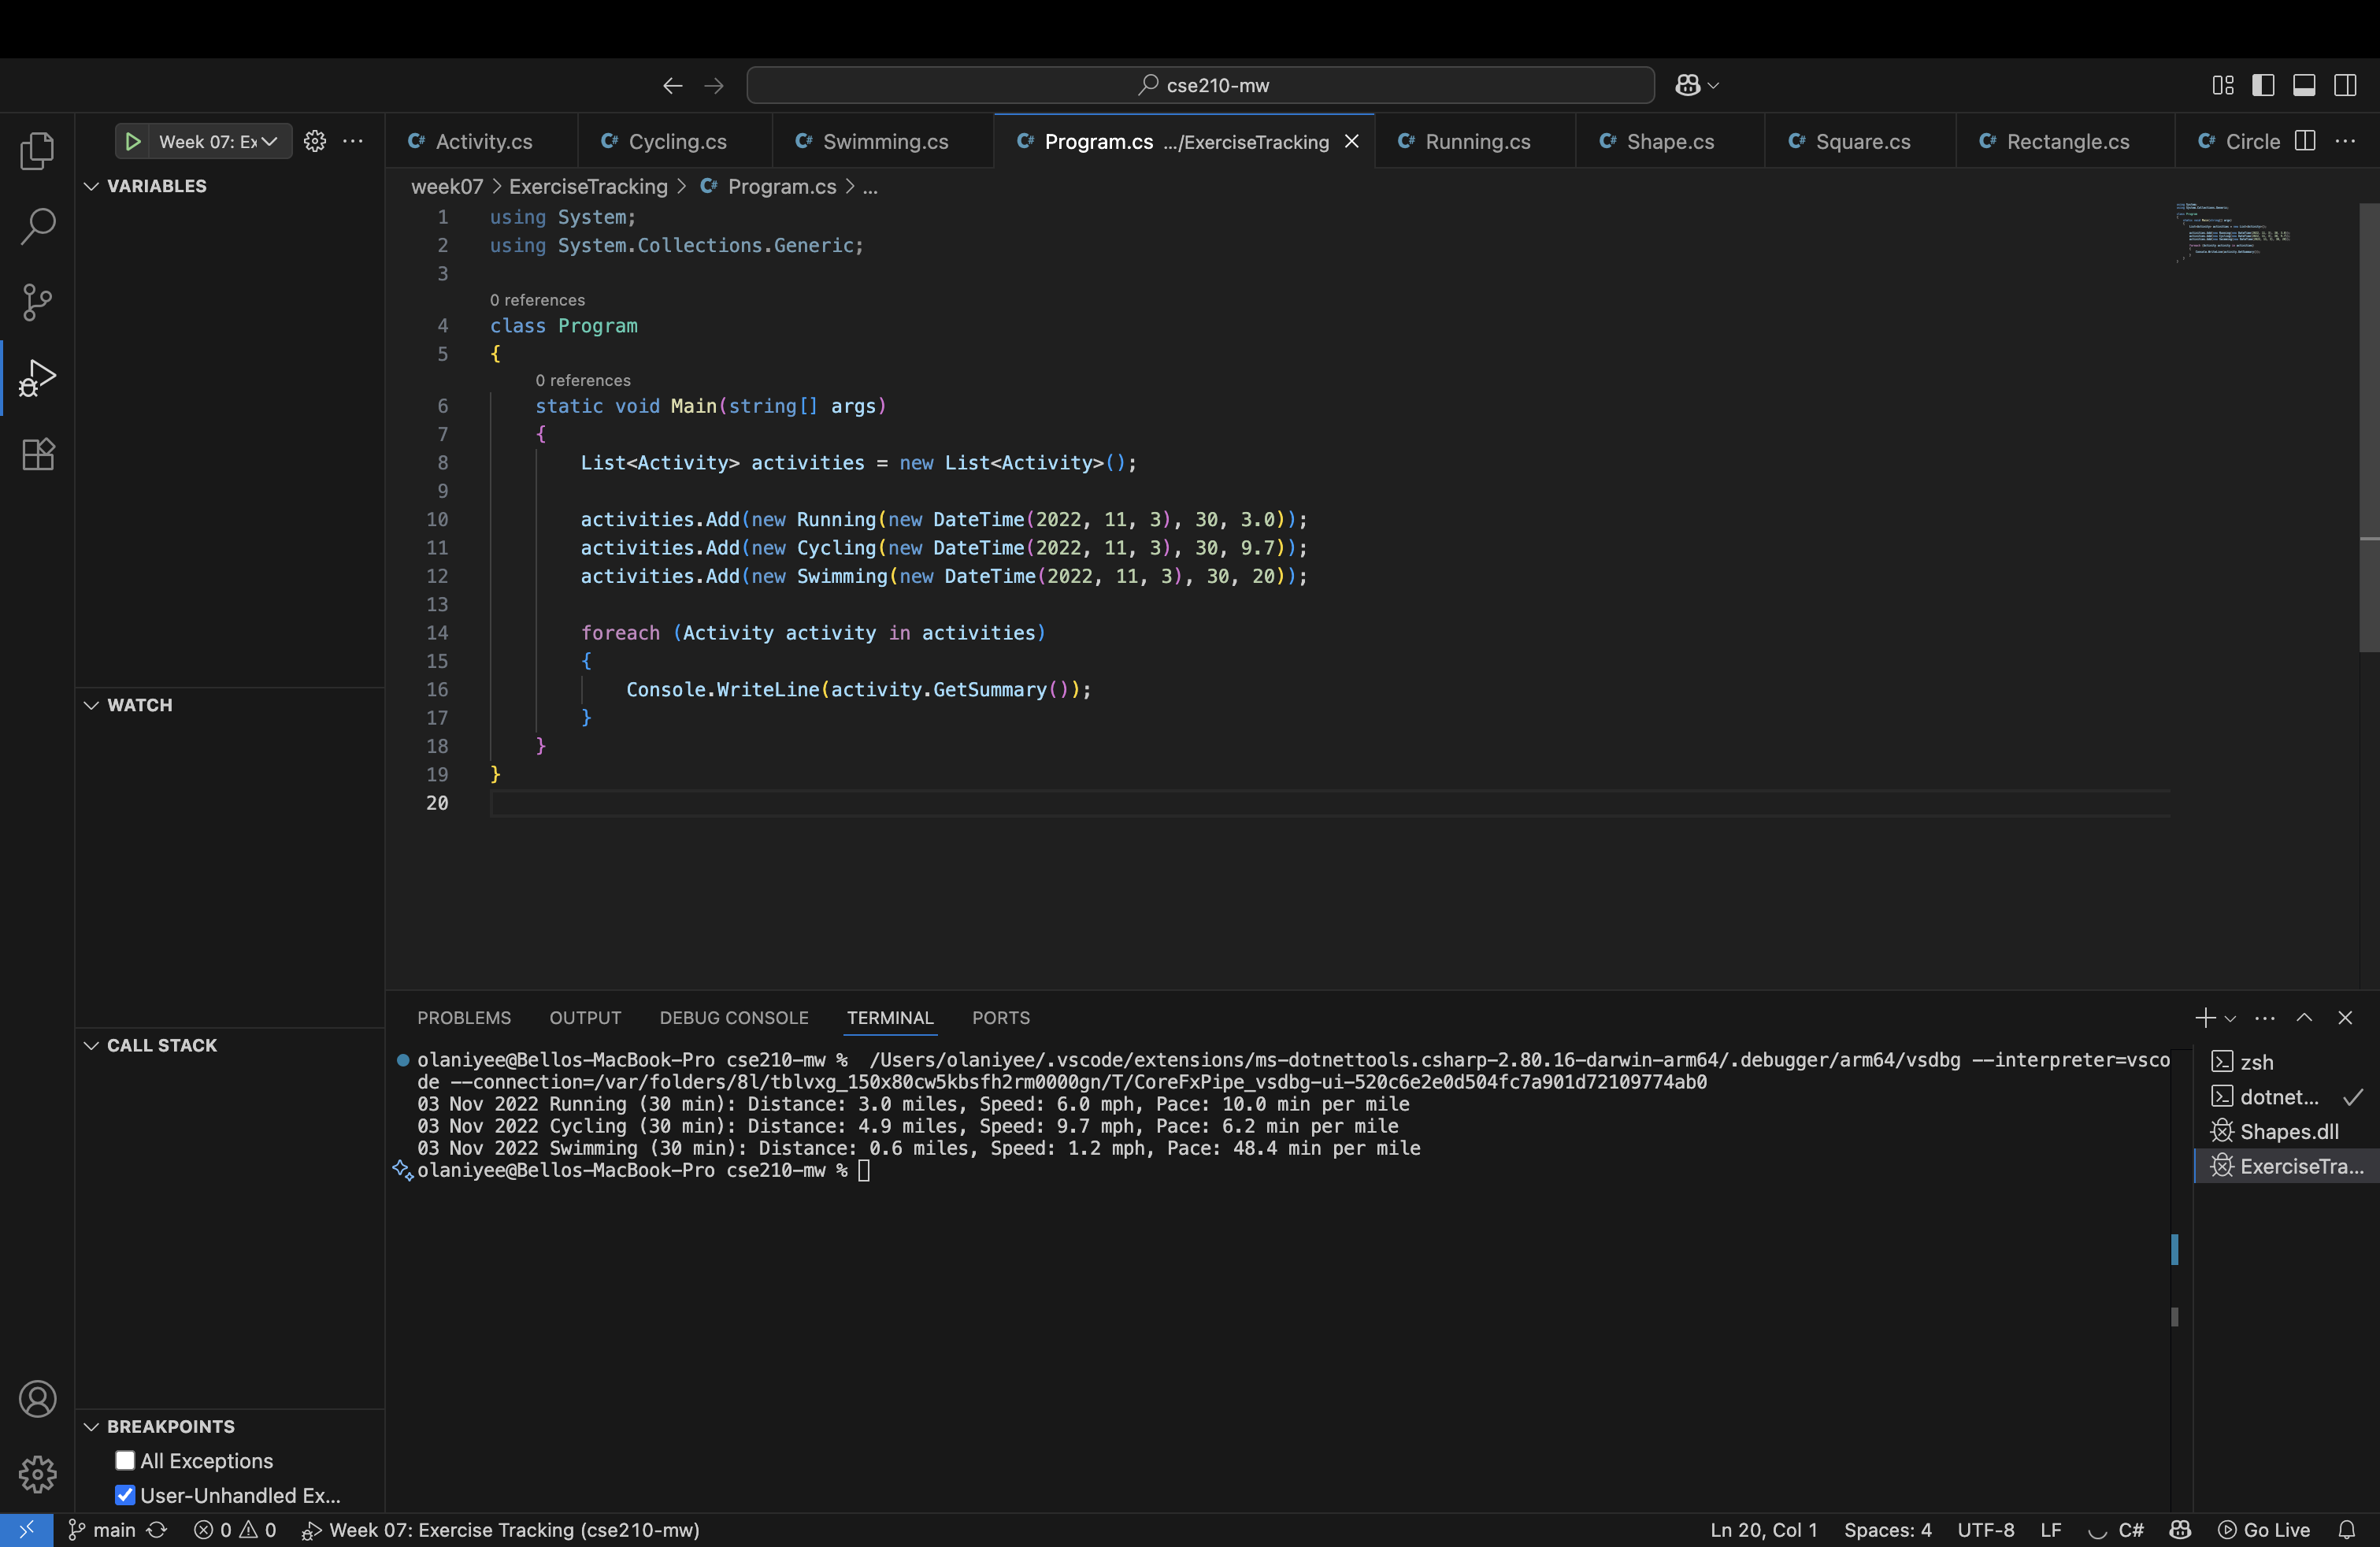 cse210-mw
Week 07: Ex
Activity.cs
Cycling.cs
Swimming.cs
Program.cs .../ExerciseTracking
Running.cs
Shape.cs
Square.cs
Rectangle.cs
Circle
VARIABLES
week07 > ExerciseTracking > Program.cs > ...
1 using System;
2 using System.Collections.Generic;
3
0 references
4 class Program
5 {
0 references
6 static void Main(string[] args)
7 {
8 List<Activity> activities = new List<Activity>();
9
10 activities.Add(new Running(new DateTime(2022, 11, 3), 30, 3.0));
11 activities.Add(new Cycling(new DateTime(2022, 11, 3), 30, 9.7));
12 activities.Add(new Swimming(new DateTime(2022, 11, 3), 30, 20));
13
14 foreach (Activity activity in activities)
15 {
16 Console.WriteLine(activity.GetSummary());
17 }
18 }
19 }
20
WATCH
CALL STACK
BREAKPOINTS
All Exceptions
User-Unhandled Ex...
PROBLEMS OUTPUT DEBUG CONSOLE TERMINAL PORTS
olaniyee@Bellos-MacBook-Pro cse210-mw % /Users/olaniyee/.vscode/extensions/ms-dotnettools.csharp-2.80.16-darwin-arm64/.debugger/arm64/vsdbg --interpreter=vsco
de --connection=/var/folders/8l/tblvxg_150x80cw5kbsfh2rm0000gn/T/CoreFxPipe_vsdbg-ui-520c6e2e0d504fc7a901d72109774ab0
03 Nov 2022 Running (30 min): Distance: 3.0 miles, Speed: 6.0 mph, Pace: 10.0 min per mile
03 Nov 2022 Cycling (30 min): Distance: 4.9 miles, Speed: 9.7 mph, Pace: 6.2 min per mile
03 Nov 2022 Swimming (30 min): Distance: 0.6 miles, Speed: 1.2 mph, Pace: 48.4 min per mile
olaniyee@Bellos-MacBook-Pro cse210-mw %
zsh
dotnet...
Shapes.dll
ExerciseTra...
main 0 0 Week 07: Exercise Tracking (cse210-mw)
Ln 20, Col 1 Spaces: 4 UTF-8 LF C# Go Live